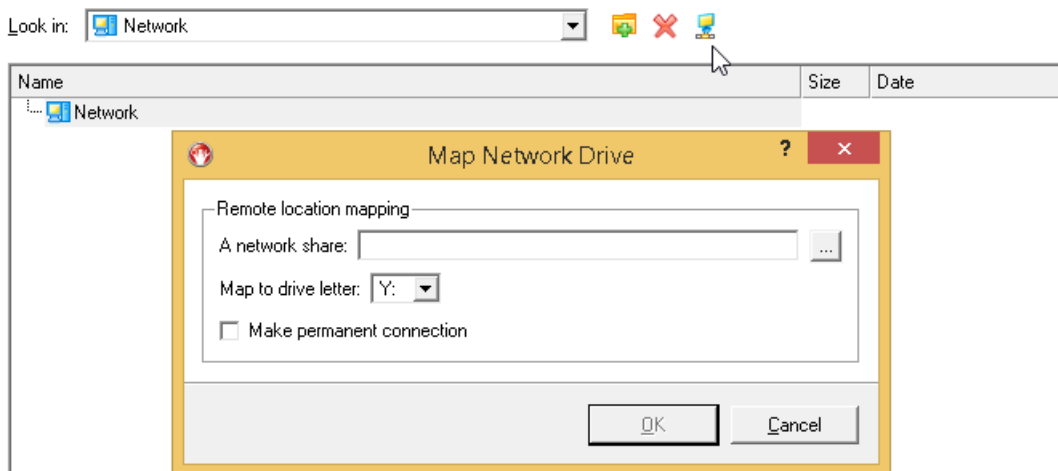 Look in: Network
Name Size Date
Network
Map Network Drive ?
Remote location mapping
A network share: ...
Map to drive letter: Y:
Make permanent connection
OK Cancel